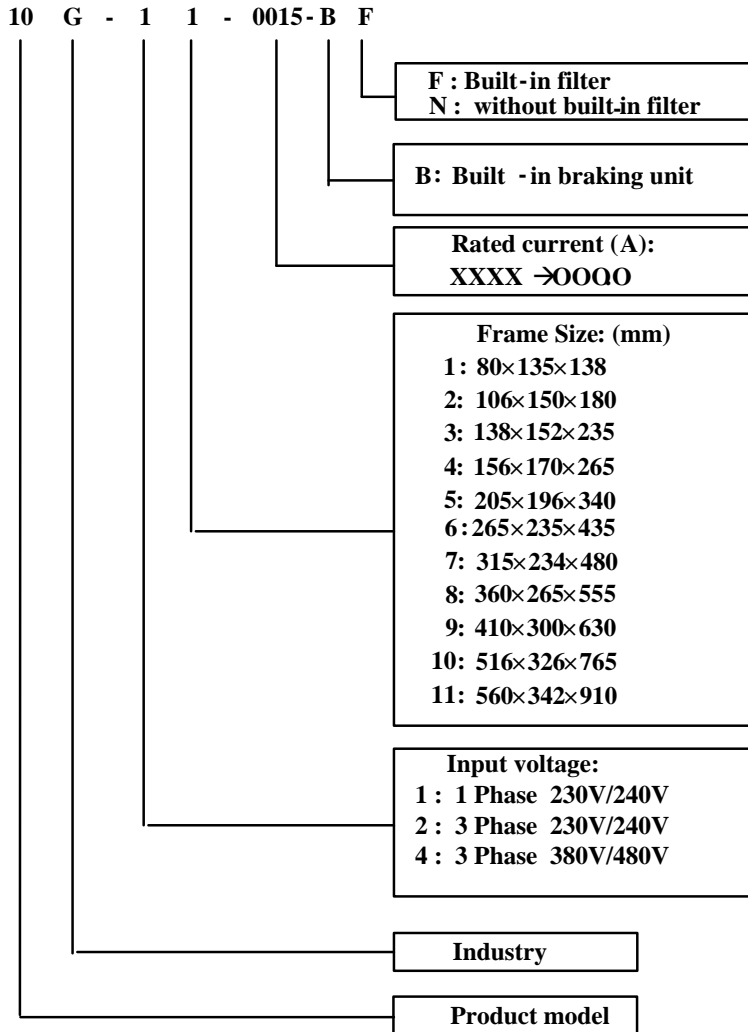 10 G - 1 1 - 0015 - B F
F : Built-in filter
N : without built-in filter
B: Built -in braking unit
Rated current (A):
XXXX →OOO.O
Frame Size: (mm)
1 : 80×135×138
2: 106×150×180
3: 138×152×235
4: 156×170×265
5: 205×196×340
6 : 265×235×435
7: 315×234×480
8: 360×265×555
9: 410×300×630
10: 516×326×765
11: 560×342×910
Input voltage:
1 : 1 Phase 230V/240V
2 : 3 Phase 230V/240V
4 : 3 Phase 380V/480V
Industry
Product model